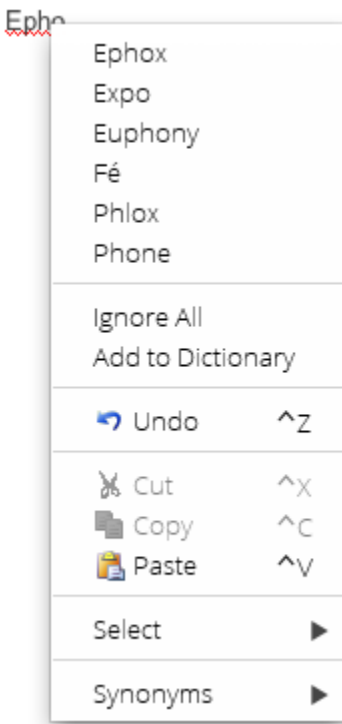 Epho
Ephox
Expo
Euphony
Fé
Phlox
Phone
Ignore All
Add to Dictionary
Undo ^Z
Cut ^X
Copy ^C
Paste ^V
Select ▶
Synonyms ▶